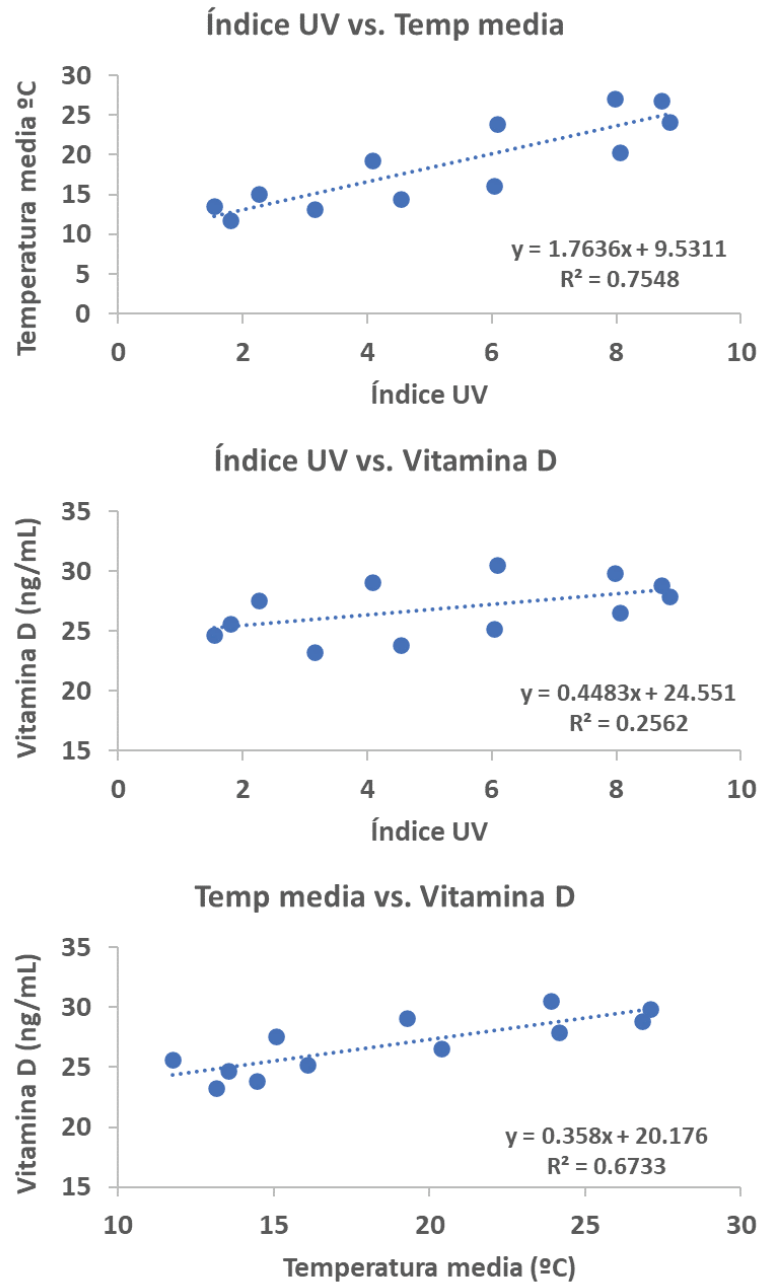 Índice UV vs. Temp media
30
25
20
15
10
5
0
Temperatura media ºC
y = 1.7636x + 9.5311
R² = 0.7548
0 2 4 6 8 10
Índice UV
Índice UV vs. Vitamina D
35
30
25
20
15
Vitamina D (ng/mL)
y = 0.4483x + 24.551
R² = 0.2562
0 2 4 6 8 10
Índice UV
Temp media vs. Vitamina D
35
30
25
20
15
Vitamina D (ng/mL)
y = 0.358x + 20.176
R² = 0.6733
10 15 20 25 30
Temperatura media (ºC)